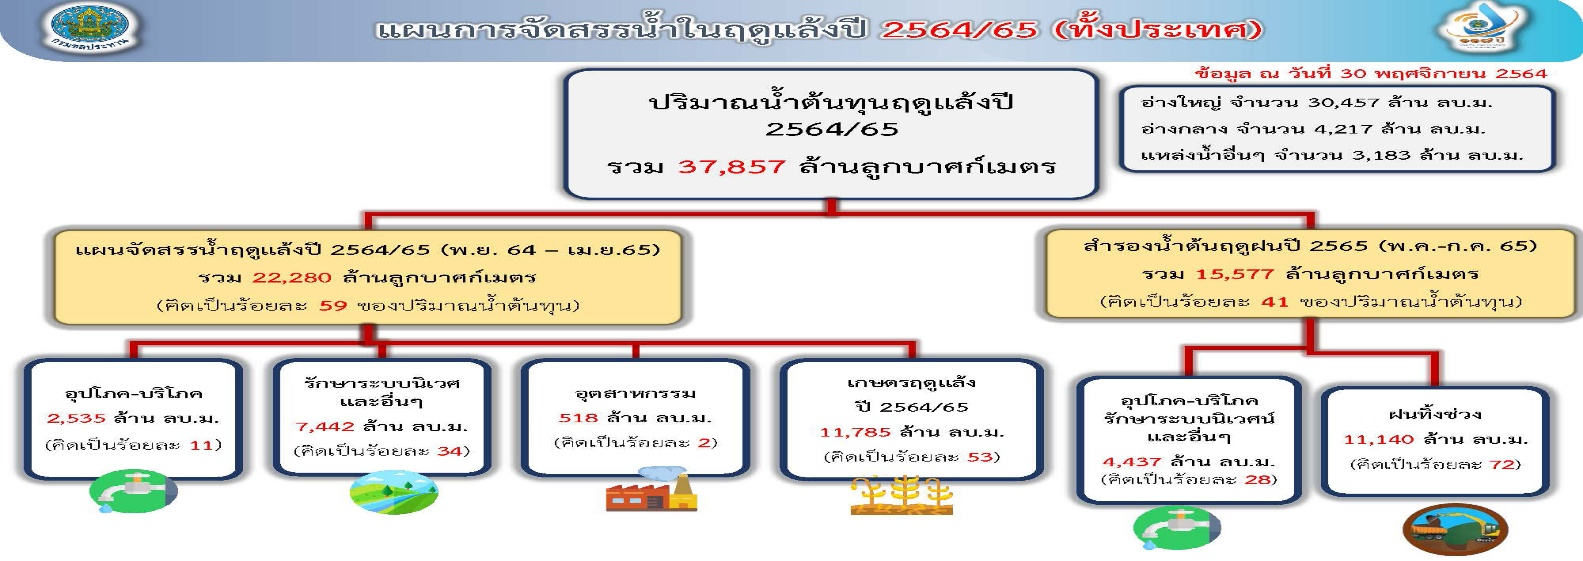 แผนการจัดสรรน้ำในฤดูแล้งปี 2564/65 (ทั้งประเทศ)
กรมชลประทาน
ข้อมูล ณ วันที่ 30 พฤศจิกายน 2564
ปริมาณน้ำต้นทุนฤดูแล้งปี
2564/65
รวม 37,857 ล้านลูกบาศก์เมตร
อ่างใหญ่ จำนวน 30,457 ล้าน ลบ.ม.
อ่างกลาง จำนวน 4,217 ล้าน ลบ.ม.
แหล่งน้ำอื่นๆ จำนวน 3,183 ล้าน ลบ.ม.
แผนจัดสรรน้ำฤดูแล้งปี 2564/65 (พ.ย. 64 – เม.ย.65)
รวม 22,280 ล้านลูกบาศก์เมตร
(คิดเป็นร้อยละ 59 ของปริมาณน้ำต้นทุน)
สำรองน้ำต้นฤดูฝนปี 2565 (พ.ค.-ก.ค. 65)
รวม 15,577 ล้านลูกบาศก์เมตร
(คิดเป็นร้อยละ 41 ของปริมาณน้ำต้นทุน)
อุปโภค-บริโภค
2,535 ล้าน ลบ.ม.
(คิดเป็นร้อยละ 11)
รักษาระบบนิเวศ
และอื่นๆ
7,442 ล้าน ลบ.ม.
(คิดเป็นร้อยละ 34)
อุตสาหกรรม
518 ล้าน ลบ.ม.
(คิดเป็นร้อยละ 2)
เกษตรฤดูแล้ง
ปี 2564/65
11,785 ล้าน ลบ.ม.
(คิดเป็นร้อยละ 53)
อุปโภค-บริโภค
รักษาระบบนิเวศน์
และอื่นๆ
4,437 ล้าน ลบ.ม.
(คิดเป็นร้อยละ 28)
ฝนทิ้งช่วง
11,140 ล้าน ลบ.ม.
(คิดเป็นร้อยละ 72)